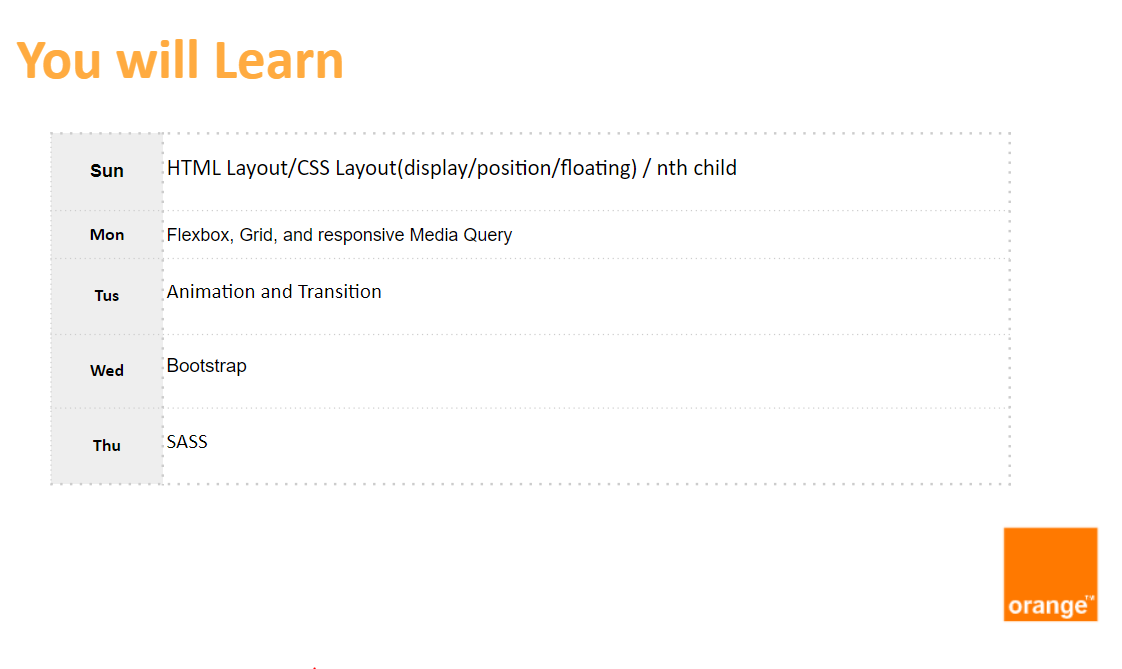 You will Learn
Sun HTML Layout/CSS Layout(display/position/floating) / nth child
Mon Flexbox, Grid, and responsive Media Query
Tus Animation and Transition
Wed Bootstrap
Thu SASS
orange™